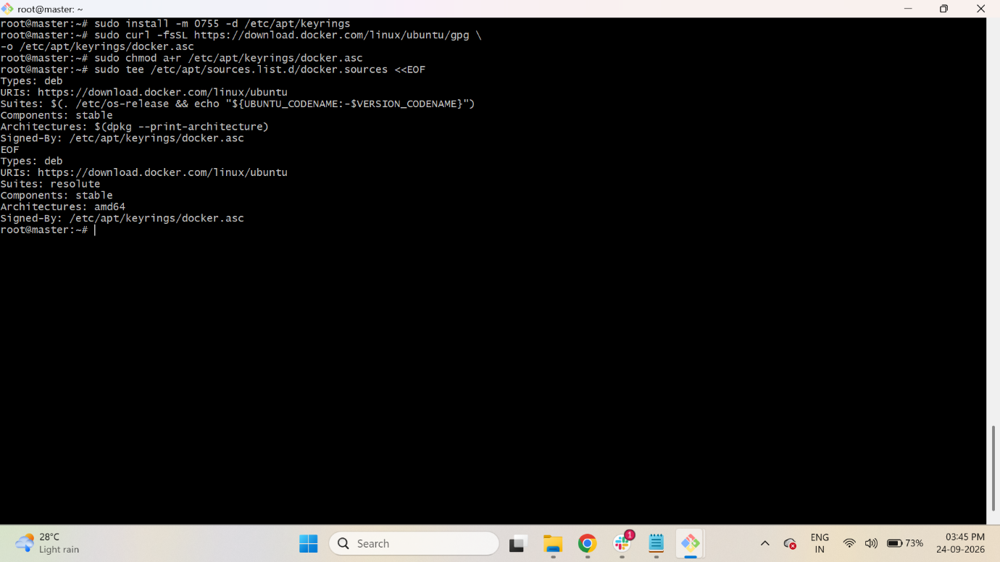 root@master: ~
root@master:~# sudo install -m 0755 -d /etc/apt/keyrings
root@master:~# sudo curl -fsSL https://download.docker.com/linux/ubuntu/gpg \
-o /etc/apt/keyrings/docker.asc
root@master:~# sudo chmod a+r /etc/apt/keyrings/docker.asc
root@master:~# sudo tee /etc/apt/sources.list.d/docker.sources <<EOF
Types: deb
URIs: https://download.docker.com/linux/ubuntu
Suites: $(. /etc/os-release && echo "${UBUNTU_CODENAME:-$VERSION_CODENAME}")
Components: stable
Architectures: $(dpkg --print-architecture)
Signed-By: /etc/apt/keyrings/docker.asc
EOF
Types: deb
URIs: https://download.docker.com/linux/ubuntu
Suites: resolute
Components: stable
Architectures: amd64
Signed-By: /etc/apt/keyrings/docker.asc
root@master:~#
28°C
Light rain
Search
1
ENG
IN
73%
03:45 PM
24-09-2026